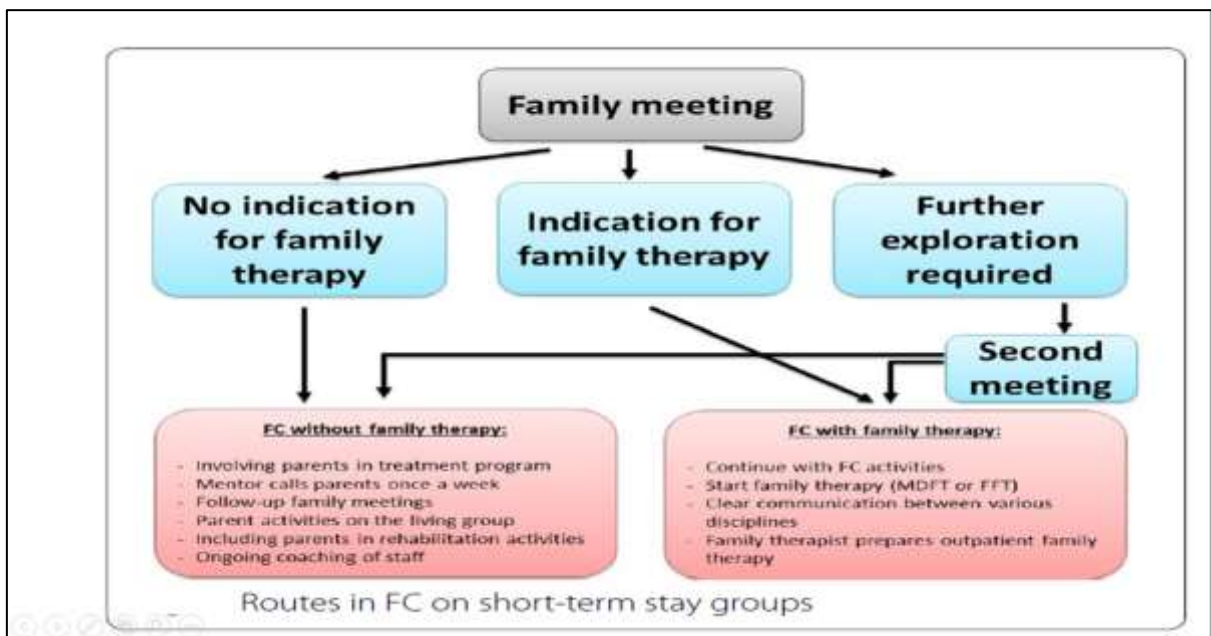 Family meeting
No indication
for family
therapy
Indication for
family therapy
Further
exploration
required
Second
meeting
FC without family therapy:
- Involving parents in treatment program
- Mentor calls parents once a week
- Follow-up family meetings
- Parent activities on the living group
- Including parents in rehabilitation activities
- Ongoing coaching of staff
FC with family therapy:
- Continue with FC activities
- Start family therapy (MDFT or FFT)
- Clear communication between various
disciplines
- Family therapist prepares outpatient family
therapy
Routes in FC on short-term stay groups